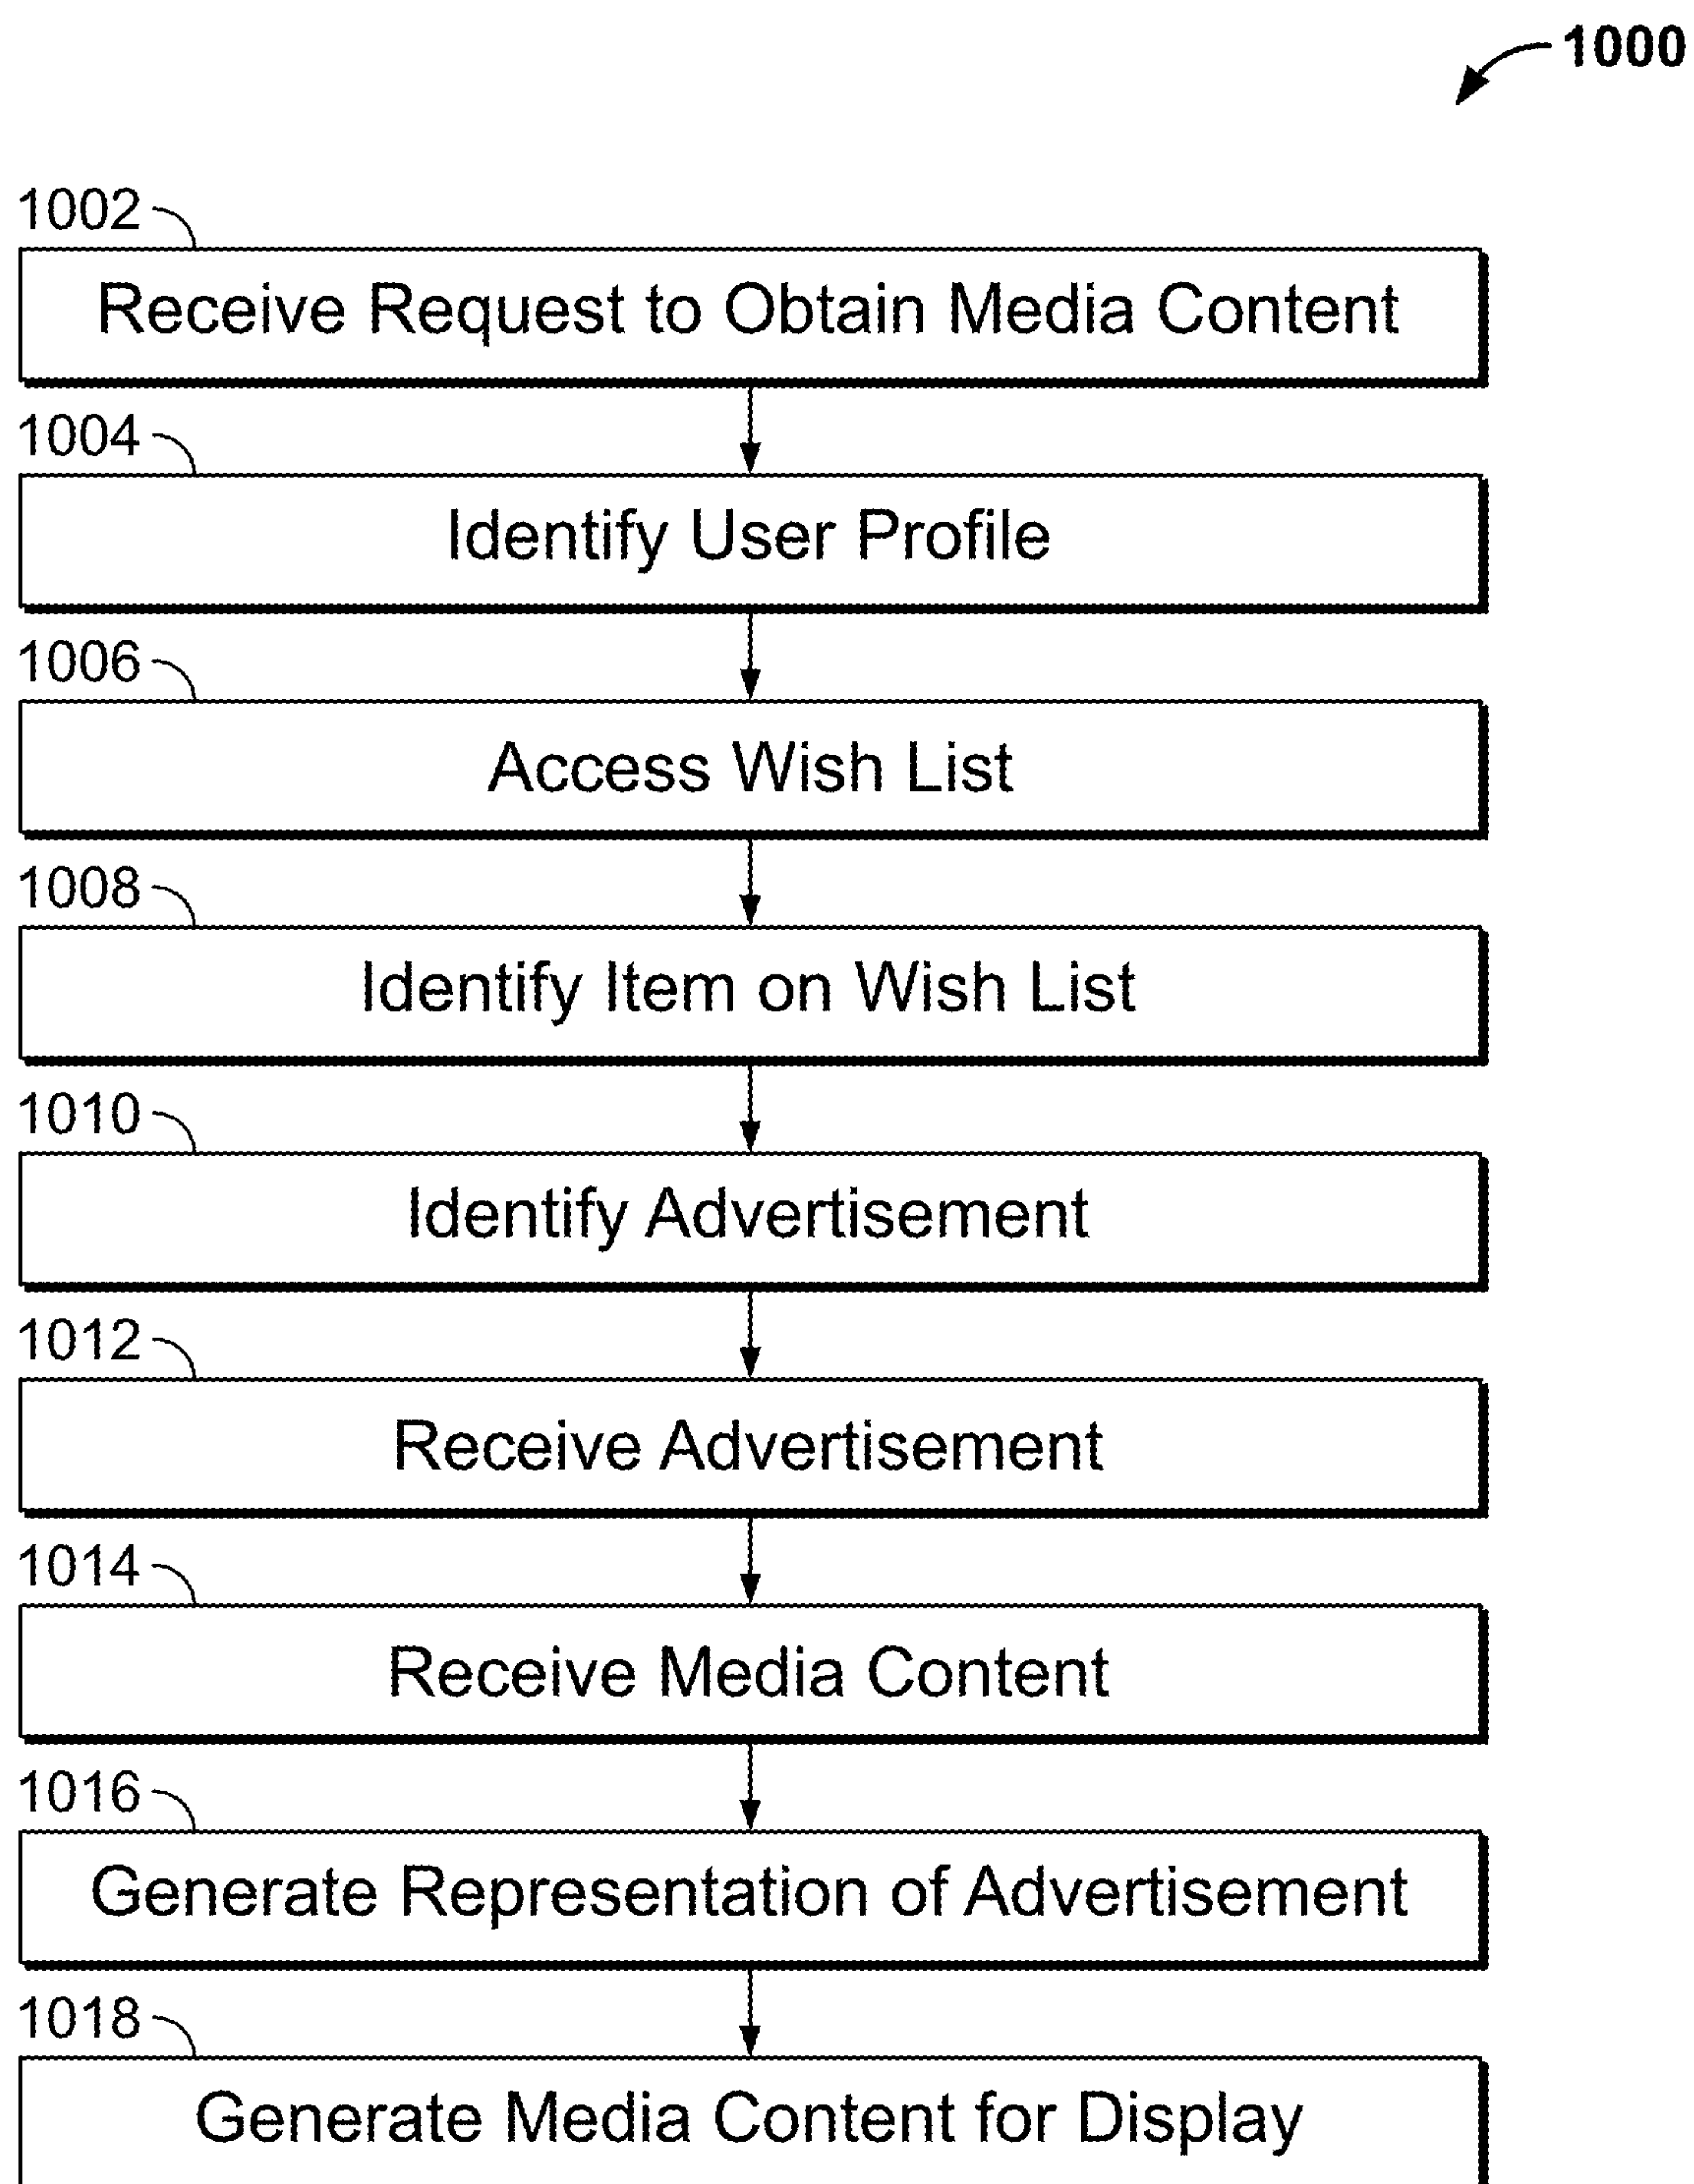 1000
1002
Receive Request to Obtain Media Content
1004
Identify User Profile
1006
Access Wish List
1008
Identify Item on Wish List
1010
Identify Advertisement
1012
Receive Advertisement
1014
Receive Media Content
1016
Generate Representation of Advertisement
1018
Generate Media Content for Display